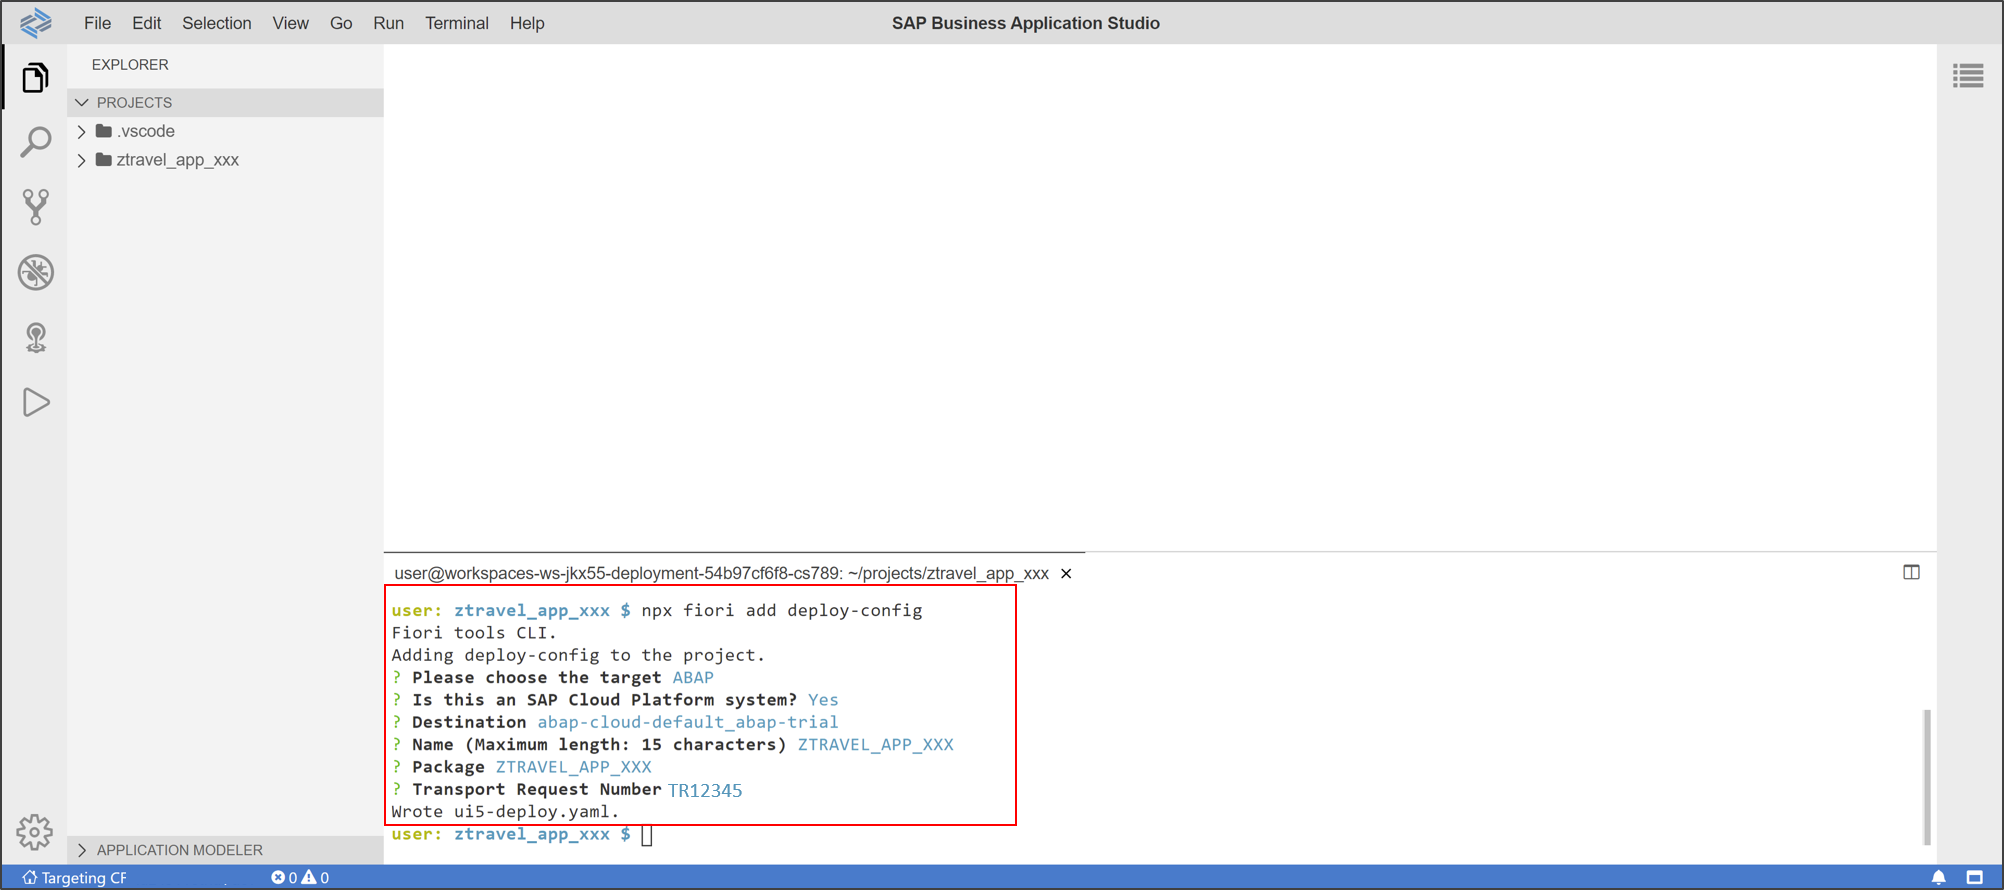 File Edit Selection View Go Run Terminal Help
SAP Business Application Studio
EXPLORER
PROJECTS
.vscode
ztravel_app_xxx
user@workspaces-ws-jkx55-deployment-54b97cf6f8-cs789: ~/projects/ztravel_app_xxx
user: ztravel_app_xxx $ npx fiori add deploy-config
Fiori tools CLI.
Adding deploy-config to the project.
? Please choose the target ABAP
? Is this an SAP Cloud Platform system? Yes
? Destination abap-cloud-default_abap-trial
? Name (Maximum length: 15 characters) ZTRAVEL_APP_XXX
? Package ZTRAVEL_APP_XXX
? Transport Request Number TR12345
Wrote ui5-deploy.yaml.
user: ztravel_app_xxx $
APPLICATION MODELER
Targeting CF 0 0